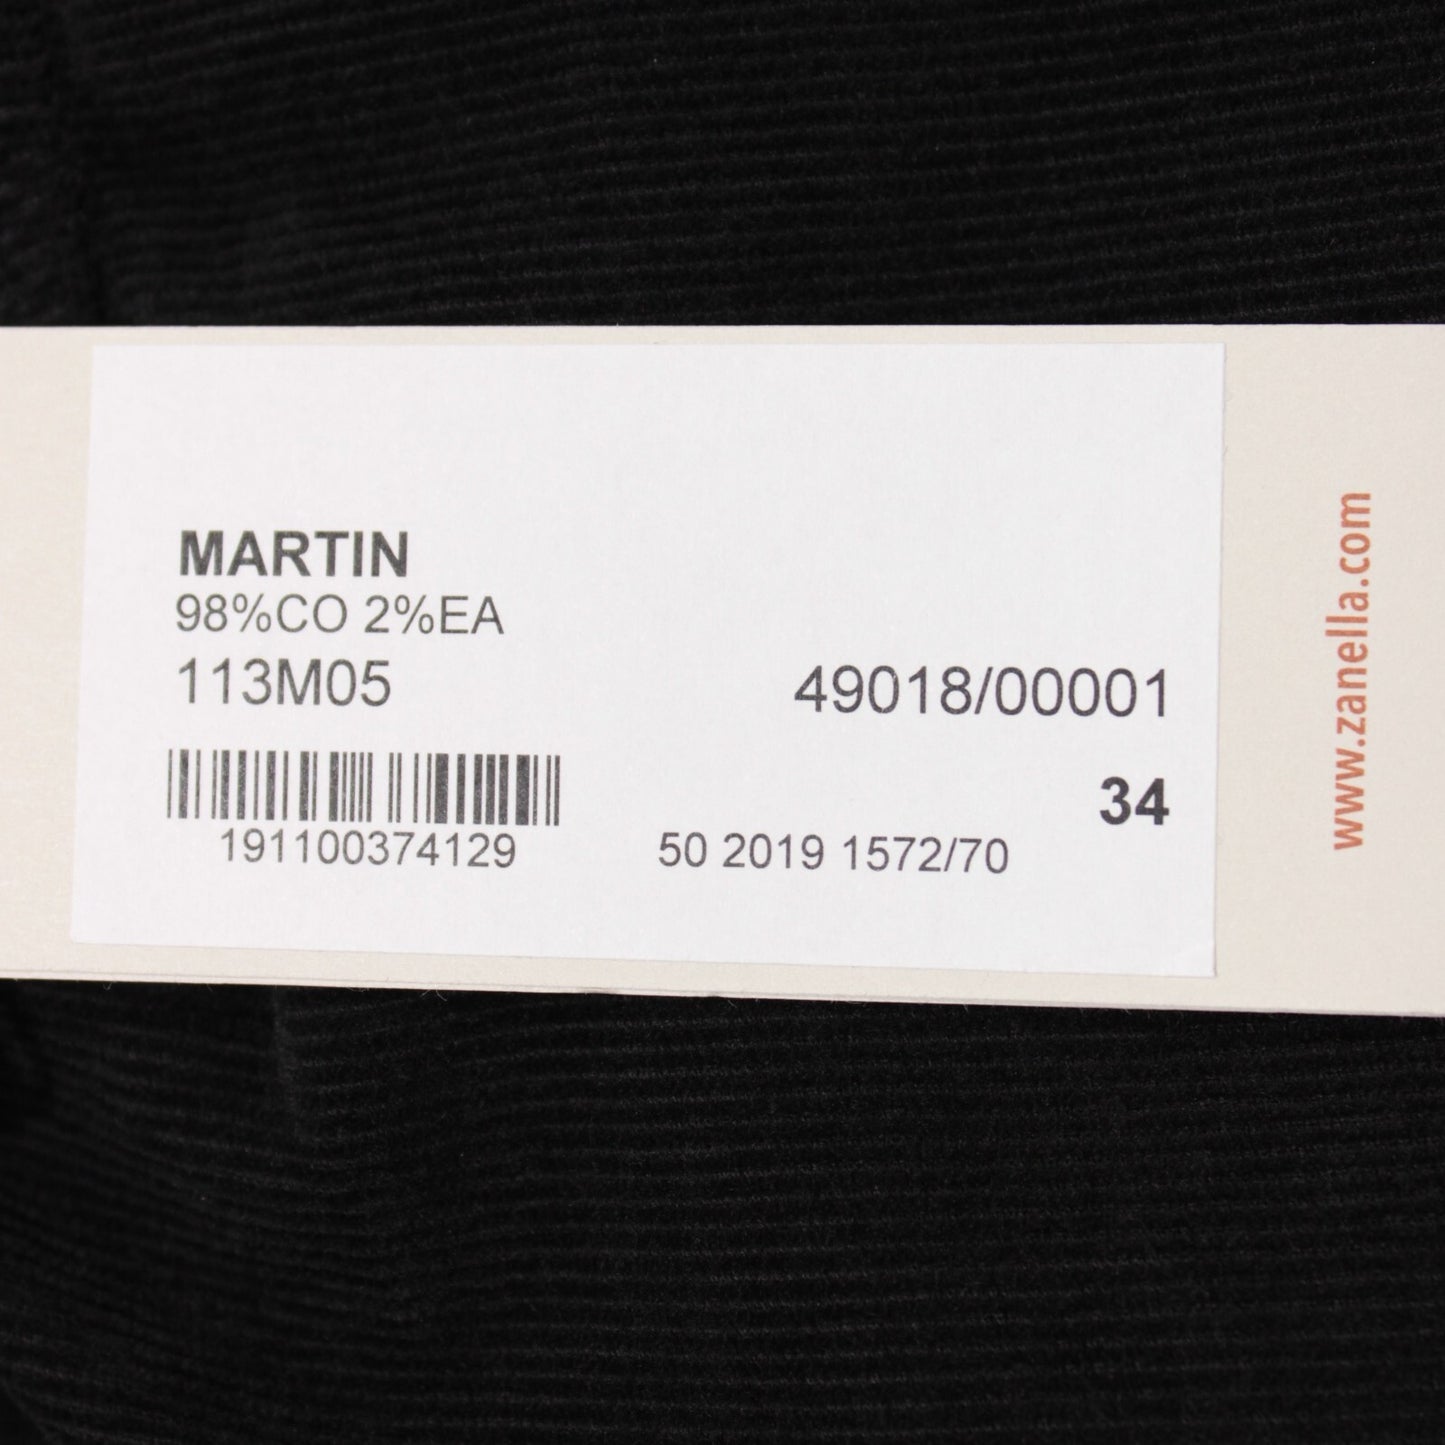 MARTIN
98%CO 2%EA
113M05
49018/00001
34
191100374129
50 2019 1572/70
www.zanella.com